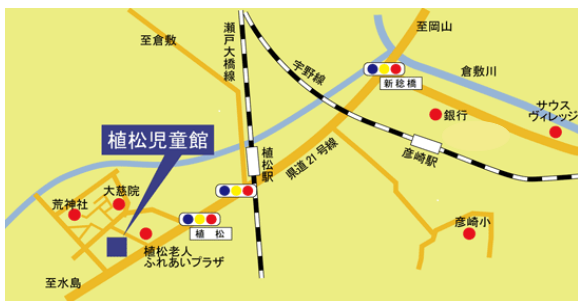 至倉敷
瀬戸大橋線
至岡山
宇野線
倉敷川
新稔橋
サウス
ヴィレッジ
銀行
植松児童館
植松駅
県道21号線
彦崎駅
大慈院
荒神社
植松
彦崎小
植松老人
ふれあいプラザ
至水島